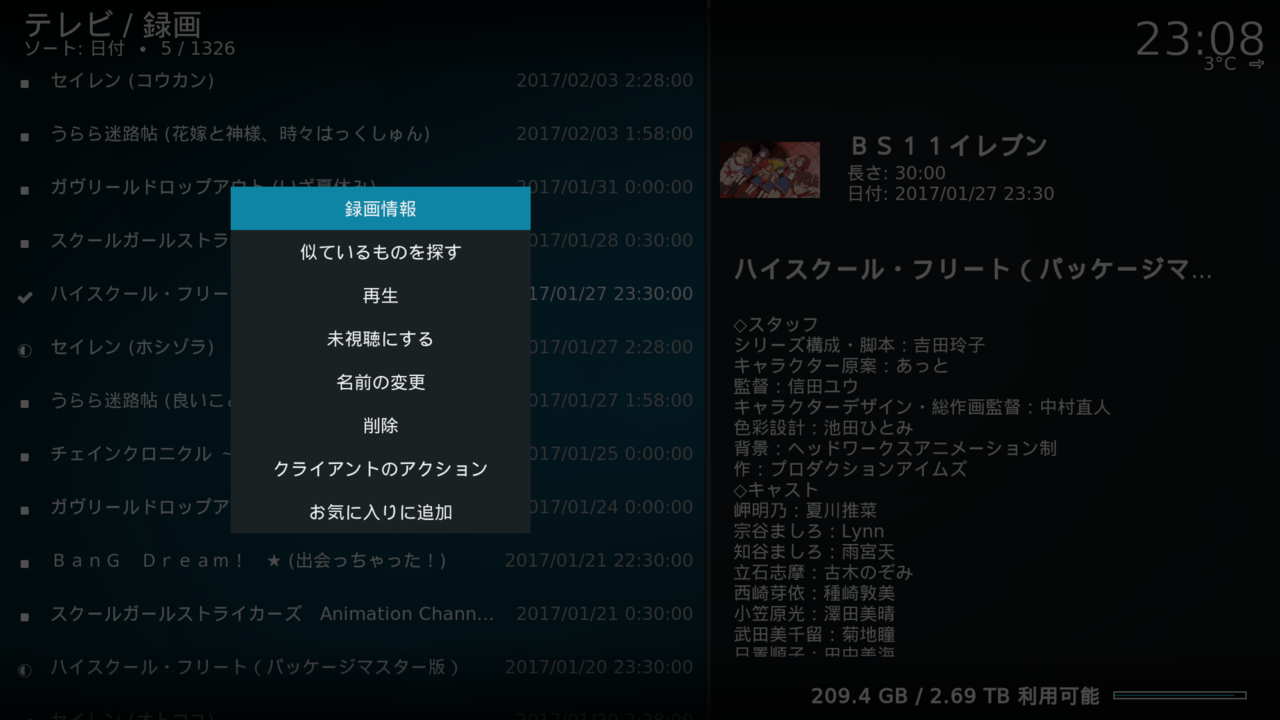 テレビ / 録画
ソート: 日付 • 5 / 1326
セイレン (コウカン) 2017/02/03 2:28:00
うらら迷路帖 (花嫁と神様、時々はっくしゅん) 2017/02/03 1:58:00
ガヴリールドロップアウト (いざ夏休み) 2017/01/31 0:00:00
スクールガールストラ 017/01/28 0:30:00
ハイスクール・フリー 17/01/27 23:30:00
セイレン (ホシゾラ) 017/01/27 2:28:00
うらら迷路帖 (良いこ 017/01/27 1:58:00
チェインクロニクル ~ 017/01/25 0:00:00
ガヴリールドロップア 017/01/24 0:00:00
ＢａｎＧ　Ｄｒｅａｍ！　★ (出会っちゃった！) 2017/01/21 22:30:00
スクールガールストライカーズ　Animation Chann... 2017/01/21 0:30:00
ハイスクール・フリート（パッケージマスター版） 2017/01/20 23:30:00
録画情報
似ているものを探す
再生
未視聴にする
名前の変更
削除
クライアントのアクション
お気に入りに追加
23:08
3°C
ＢＳ１１イレブン
長さ: 30:00
日付: 2017/01/27 23:30
ハイスクール・フリート（パッケージマ...
◇スタッフ
シリーズ構成・脚本：吉田玲子
キャラクター原案：あっと
監督：信田ユウ
キャラクターデザイン・総作画監督：中村直人
色彩設計：池田ひとみ
背景：ヘッドワークスアニメーション制
作：プロダクションアイムズ
◇キャスト
岬明乃：夏川推菜
宗谷ましろ：Lynn
知谷ましろ：雨宮天
立石志摩：古木のぞみ
西崎芽依：種崎敦美
小笠原光：澤田美晴
武田美千留：菊地瞳
209.4 GB / 2.69 TB 利用可能